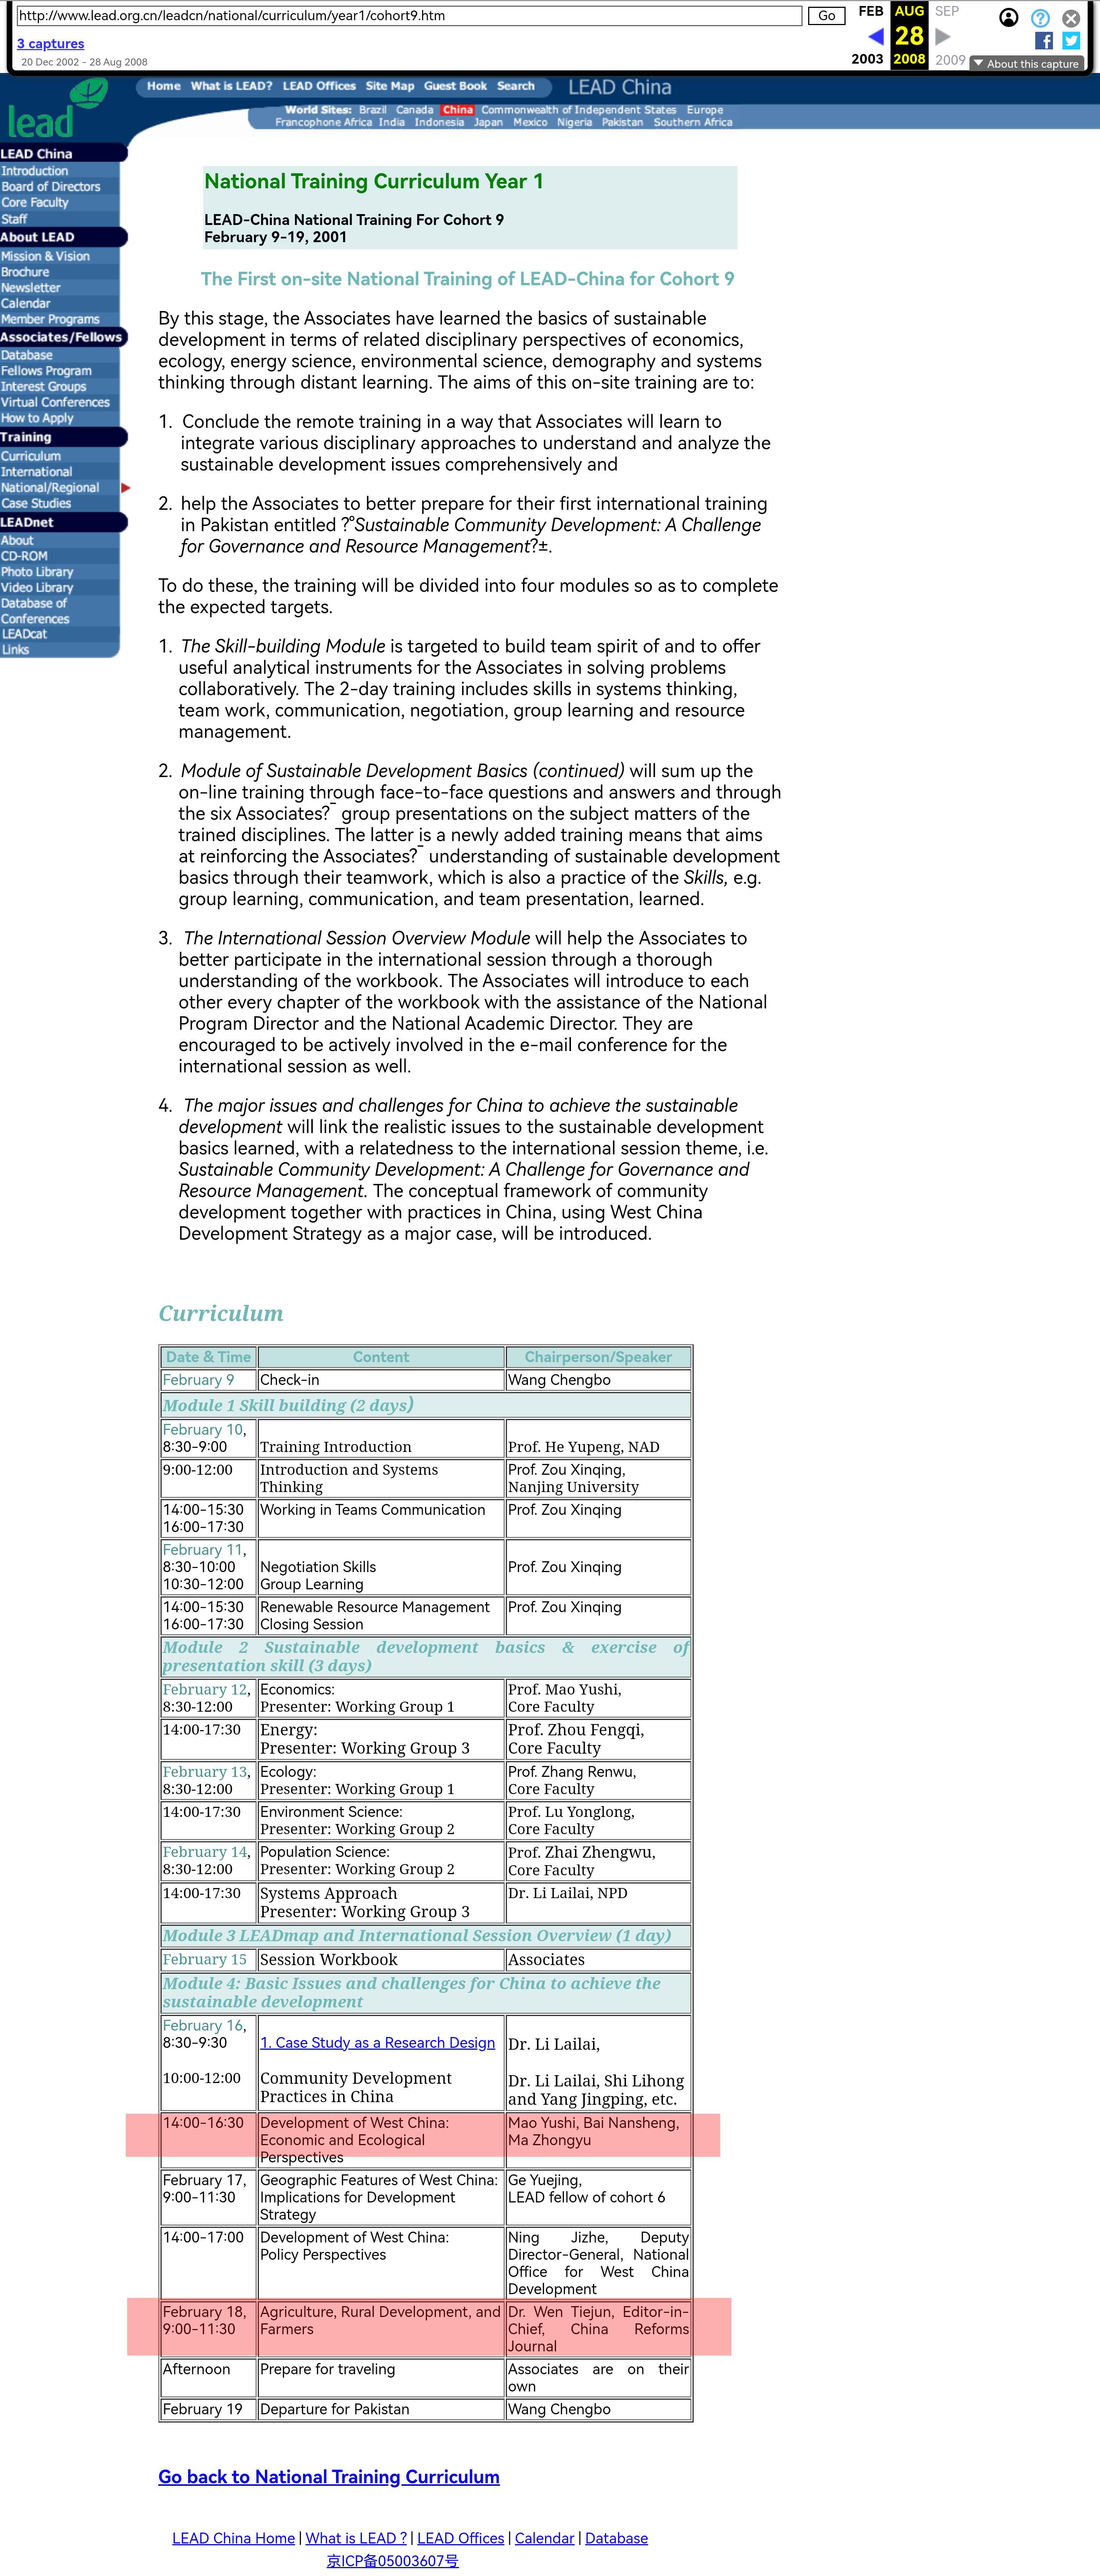 http://www.lead.org.cn/leadcn/national/curriculum/year1/cohort9.htm
Go
FEB AUG SEP
3 captures
28
20 Dec 2002 - 28 Aug 2008
2003 2008 2009
▼ About this capture
lead
Home What is LEAD? LEAD Offices Site Map Guest Book Search
LEAD China
World Sites: Brazil Canada China Commonwealth of Independent States Europe
Francophone Africa India Indonesia Japan Mexico Nigeria Pakistan Southern Africa
LEAD China
Introduction
Board of Directors
Core Faculty
Staff
About LEAD
Mission & Vision
Brochure
Newsletter
Calendar
Member Programs
Associates/Fellows
Database
Fellows Program
Interest Groups
Virtual Conferences
How to Apply
Training
Curriculum
International
National/Regional
Case Studies
LEADnet
About
CD-ROM
Photo Library
Video Library
Database of
Conferences
LEADcat
Links
National Training Curriculum Year 1
LEAD-China National Training For Cohort 9
February 9-19, 2001
The First on-site National Training of LEAD-China for Cohort 9
By this stage, the Associates have learned the basics of sustainable
development in terms of related disciplinary perspectives of economics,
ecology, energy science, environmental science, demography and systems
thinking through distant learning. The aims of this on-site training are to:
1. Conclude the remote training in a way that Associates will learn to
integrate various disciplinary approaches to understand and analyze the
sustainable development issues comprehensively and
2. help the Associates to better prepare for their first international training
in Pakistan entitled ?°Sustainable Community Development: A Challenge
for Governance and Resource Management?±.
To do these, the training will be divided into four modules so as to complete
the expected targets.
1. The Skill-building Module is targeted to build team spirit of and to offer
useful analytical instruments for the Associates in solving problems
collaboratively. The 2-day training includes skills in systems thinking,
team work, communication, negotiation, group learning and resource
management.
2. Module of Sustainable Development Basics (continued) will sum up the
on-line training through face-to-face questions and answers and through
the six Associates?¯ group presentations on the subject matters of the
trained disciplines. The latter is a newly added training means that aims
at reinforcing the Associates?¯ understanding of sustainable development
basics through their teamwork, which is also a practice of the Skills, e.g.
group learning, communication, and team presentation, learned.
3. The International Session Overview Module will help the Associates to
better participate in the international session through a thorough
understanding of the workbook. The Associates will introduce to each
other every chapter of the workbook with the assistance of the National
Program Director and the National Academic Director. They are
encouraged to be actively involved in the e-mail conference for the
international session as well.
4. The major issues and challenges for China to achieve the sustainable
development will link the realistic issues to the sustainable development
basics learned, with a relatedness to the international session theme, i.e.
Sustainable Community Development: A Challenge for Governance and
Resource Management. The conceptual framework of community
development together with practices in China, using West China
Development Strategy as a major case, will be introduced.
Curriculum
Date & Time Content Chairperson/Speaker
February 9 Check-in Wang Chengbo
Module 1 Skill building (2 days)
February 10,
8:30-9:00 Training Introduction Prof. He Yupeng, NAD
9:00-12:00 Introduction and Systems Prof. Zou Xinqing,
Thinking Nanjing University
14:00-15:30 Working in Teams Communication Prof. Zou Xinqing
16:00-17:30
February 11,
8:30-10:00 Negotiation Skills Prof. Zou Xinqing
10:30-12:00 Group Learning
14:00-15:30 Renewable Resource Management Prof. Zou Xinqing
16:00-17:30 Closing Session
Module 2 Sustainable development basics & exercise of
presentation skill (3 days)
February 12, Economics: Prof. Mao Yushi,
8:30-12:00 Presenter: Working Group 1 Core Faculty
14:00-17:30 Energy: Prof. Zhou Fengqi,
Presenter: Working Group 3 Core Faculty
February 13, Ecology: Prof. Zhang Renwu,
8:30-12:00 Presenter: Working Group 1 Core Faculty
14:00-17:30 Environment Science: Prof. Lu Yonglong,
Presenter: Working Group 2 Core Faculty
February 14, Population Science: Prof. Zhai Zhengwu,
8:30-12:00 Presenter: Working Group 2 Core Faculty
14:00-17:30 Systems Approach Dr. Li Lailai, NPD
Presenter: Working Group 3
Module 3 LEADmap and International Session Overview (1 day)
February 15 Session Workbook Associates
Module 4: Basic Issues and challenges for China to achieve the
sustainable development
February 16,
8:30-9:30 1. Case Study as a Research Design Dr. Li Lailai,
10:00-12:00 Community Development Dr. Li Lailai, Shi Lihong
Practices in China and Yang Jingping, etc.
14:00-16:30 Development of West China: Mao Yushi, Bai Nansheng,
Economic and Ecological Ma Zhongyu
Perspectives
February 17, Geographic Features of West China: Ge Yuejing,
9:00-11:30 Implications for Development LEAD fellow of cohort 6
Strategy
14:00-17:00 Development of West China: Ning Jizhe, Deputy
Policy Perspectives Director-General, National
Office for West China
Development
February 18, Agriculture, Rural Development, and Dr. Wen Tiejun, Editor-in-
9:00-11:30 Farmers Chief, China Reforms
Journal
Afternoon Prepare for traveling Associates are on their
own
February 19 Departure for Pakistan Wang Chengbo
Go back to National Training Curriculum
LEAD China Home | What is LEAD ? | LEAD Offices | Calendar | Database
京ICP备05003607号